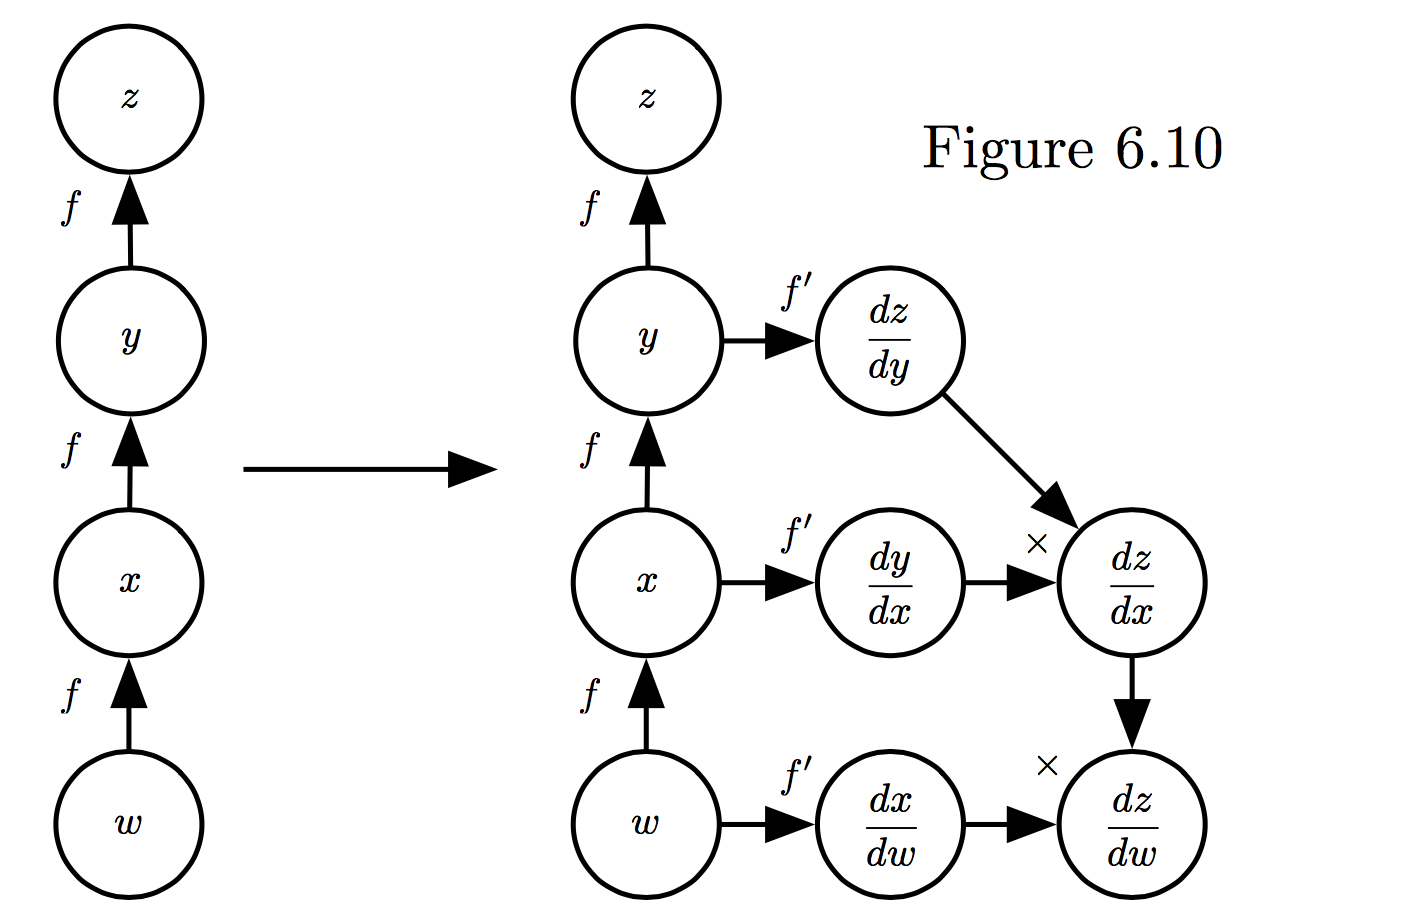 z
z
Figure 6.10
f
f
f′
y
y
dz
dy
f
f
f′
×
x
x
dy
dx
dz
dx
f
f
f′
×
w
w
dx
dw
dz
dw